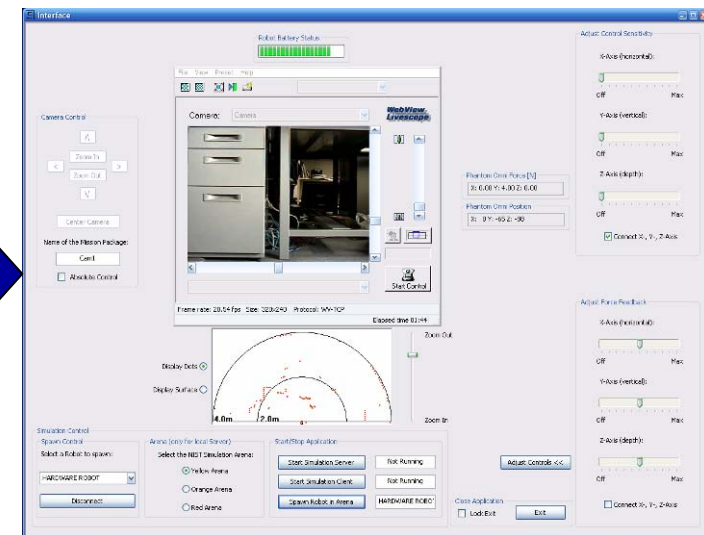 Interface
Robot Battery Status
File View Preset Help
Camera: Camera
WebView
Livescope
Start Control
Frame rate: 20.54 fps Size: 320x240 Protocol: WV-TCP
Elapsed time 01:44
Camera Control
Zoom In
< >
Zoom Out
Center Camera
Name of the Mission Package:
Cam1
Absolute Control
Phantom Omni Force [N]
X: 0.00 Y: 4.00 Z: 0.00
Phantom Omni Position
X: 0 Y: -65 Z: -88
Adjust Control Sensitivity
X-Axis (horizontal):
Off Max
Y-Axis (vertical):
Off Max
Z-Axis (depth):
Off Max
Connect X-, Y-, Z-Axis
Adjust Force Feedback
X-Axis (horizontal):
Off Max
Y-Axis (vertical):
Off Max
Z-Axis (depth):
Off Max
Connect X-, Y-, Z-Axis
Display Dots
Display Surface
4.0m 2.0m
Zoom Out
Zoom In
Simulation Control
Spawn Control
Select a Robot to spawn:
HARDWARE ROBOT
Disconnect
Arena (only for local Server)
Select the NIST Simulation Arena:
Yellow Arena
Orange Arena
Red Arena
Start/Stop Application
Start Simulation Server Not Running
Start Simulation Client Not Running
Spawn Robot in Arena HARDWARE ROBO
Adjust Controls <<
Close Application
Lock Exit Exit